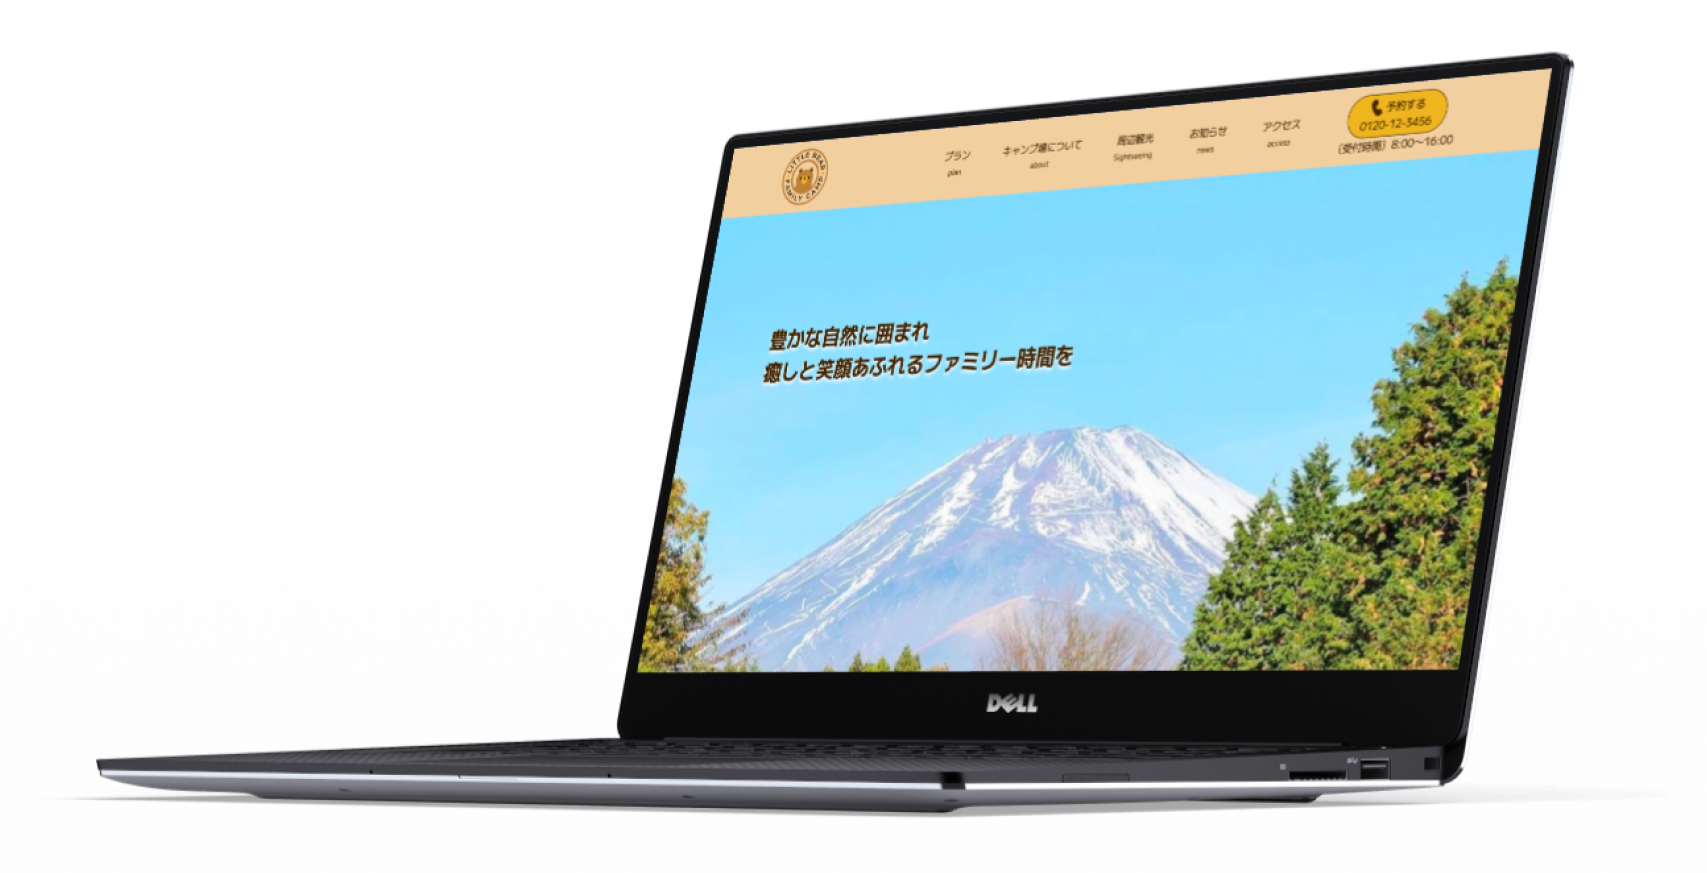 LITTLE BEAR
FAMILY CAMP
プラン
plan
キャンプ場について
about
周辺観光
Sightseeing
お知らせ
news
アクセス
access
予約する
0120-12-3456
(受付時間) 8:00～16:00
豊かな自然に囲まれ
癒しと笑顔あふれるファミリー時間を
DELL